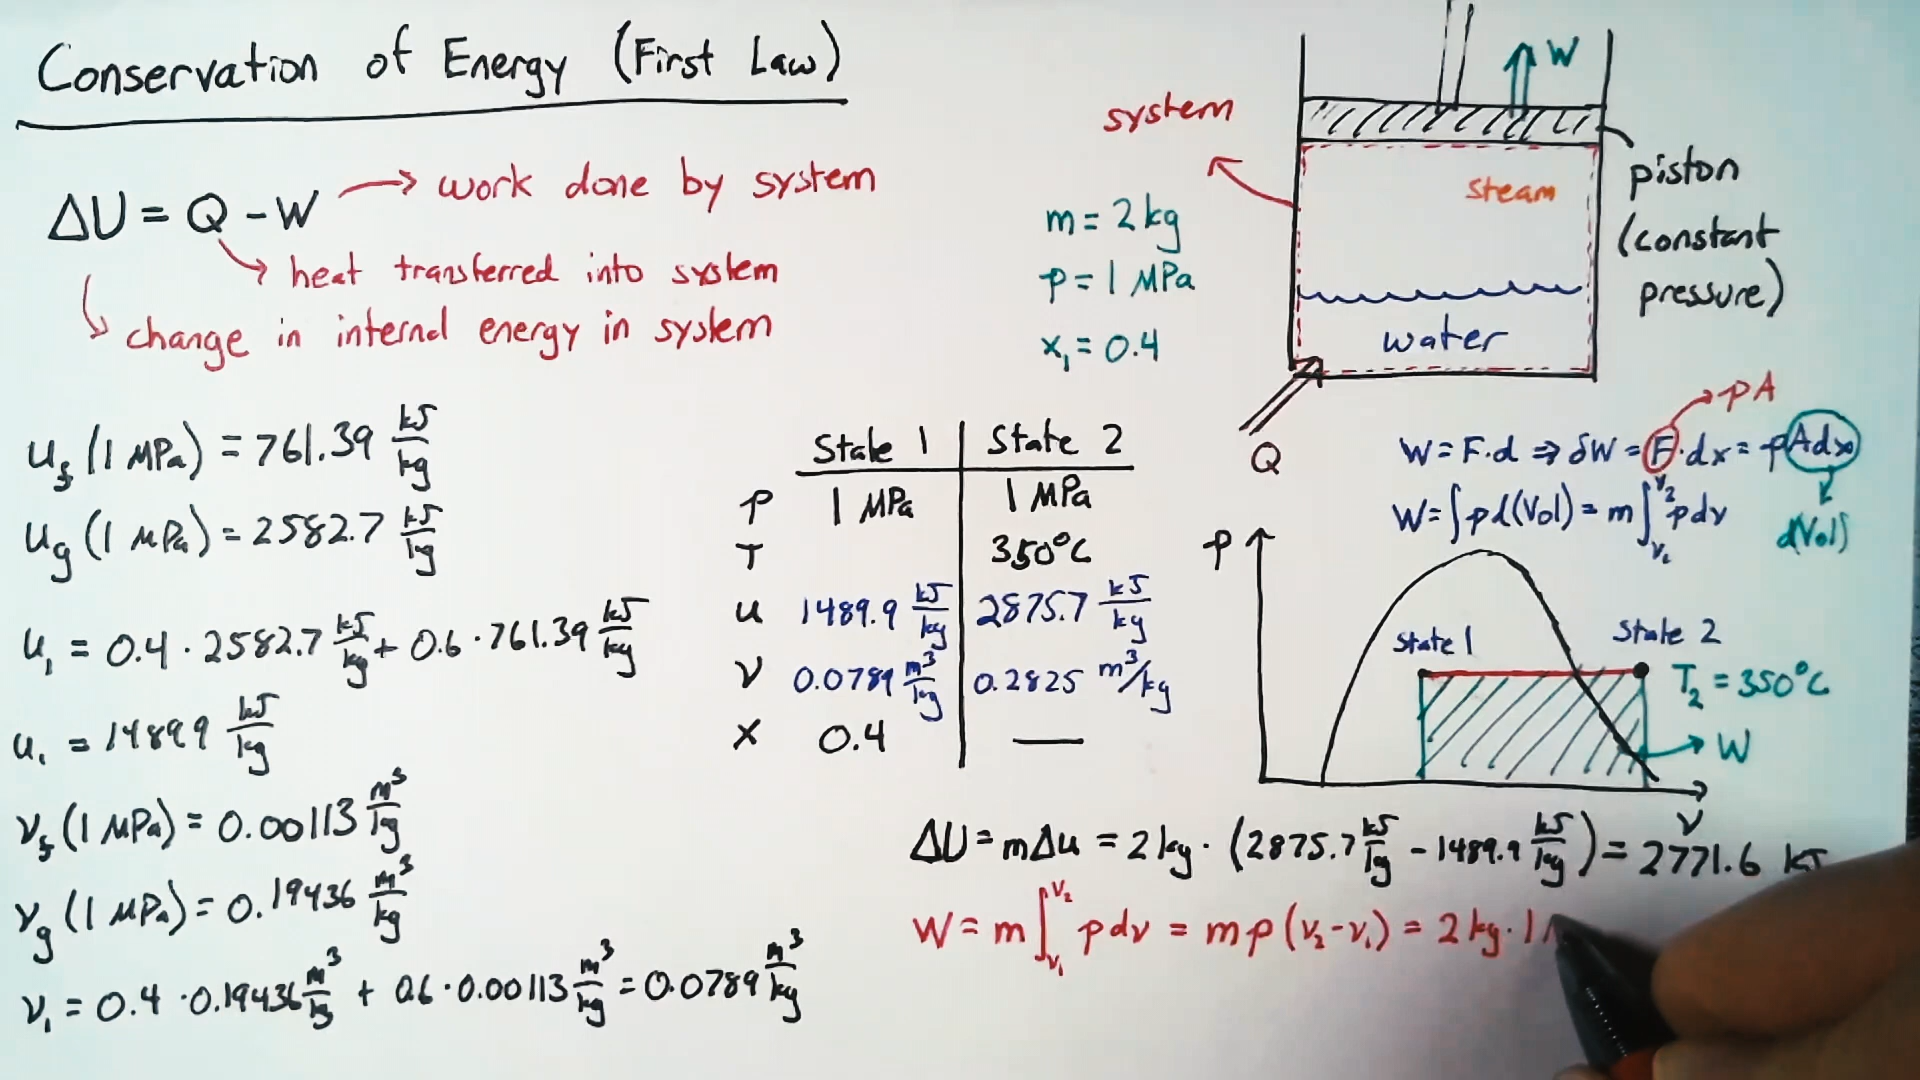 Conservation of Energy (First Law)
ΔU = Q - W → work done by system
heat transferred into system
change in internal energy in system
u_f (1 MPa) = 761.39 kJ/kg
u_g (1 MPa) = 2582.7 kJ/kg
u₁ = 0.4 · 2582.7 kJ/kg + 0.6 · 761.39 kJ/kg
u₁ = 1489.9 kJ/kg
v_f (1 MPa) = 0.00113 m³/kg
v_g (1 MPa) = 0.19436 m³/kg
v₁ = 0.4 · 0.19436 m³/kg + 0.6 · 0.00113 m³/kg = 0.0789 m³/kg
m = 2 kg
p = 1 MPa
x₁ = 0.4
system
W
steam
water
piston
(constant
pressure)
Q
State 1 State 2
p 1 MPa 1 MPa
T 350°C
u 1489.9 kJ/kg 2875.7 kJ/kg
v 0.0789 m³/kg 0.2825 m³/kg
x 0.4 —
pA
W = F·d ⇒ δW = F·dx = pAdx
W = ∫pd(Vol) = m∫_v₁^v₂ pdv
d(Vol)
p
State 1
State 2
T₂ = 350°C
W
v
ΔU = mΔu = 2 kg · (2875.7 kJ/kg - 1489.9 kJ/kg) = 2771.6 kJ
W = m∫_v₁^v₂ pdv = mp(v₂-v₁) = 2 kg · 1